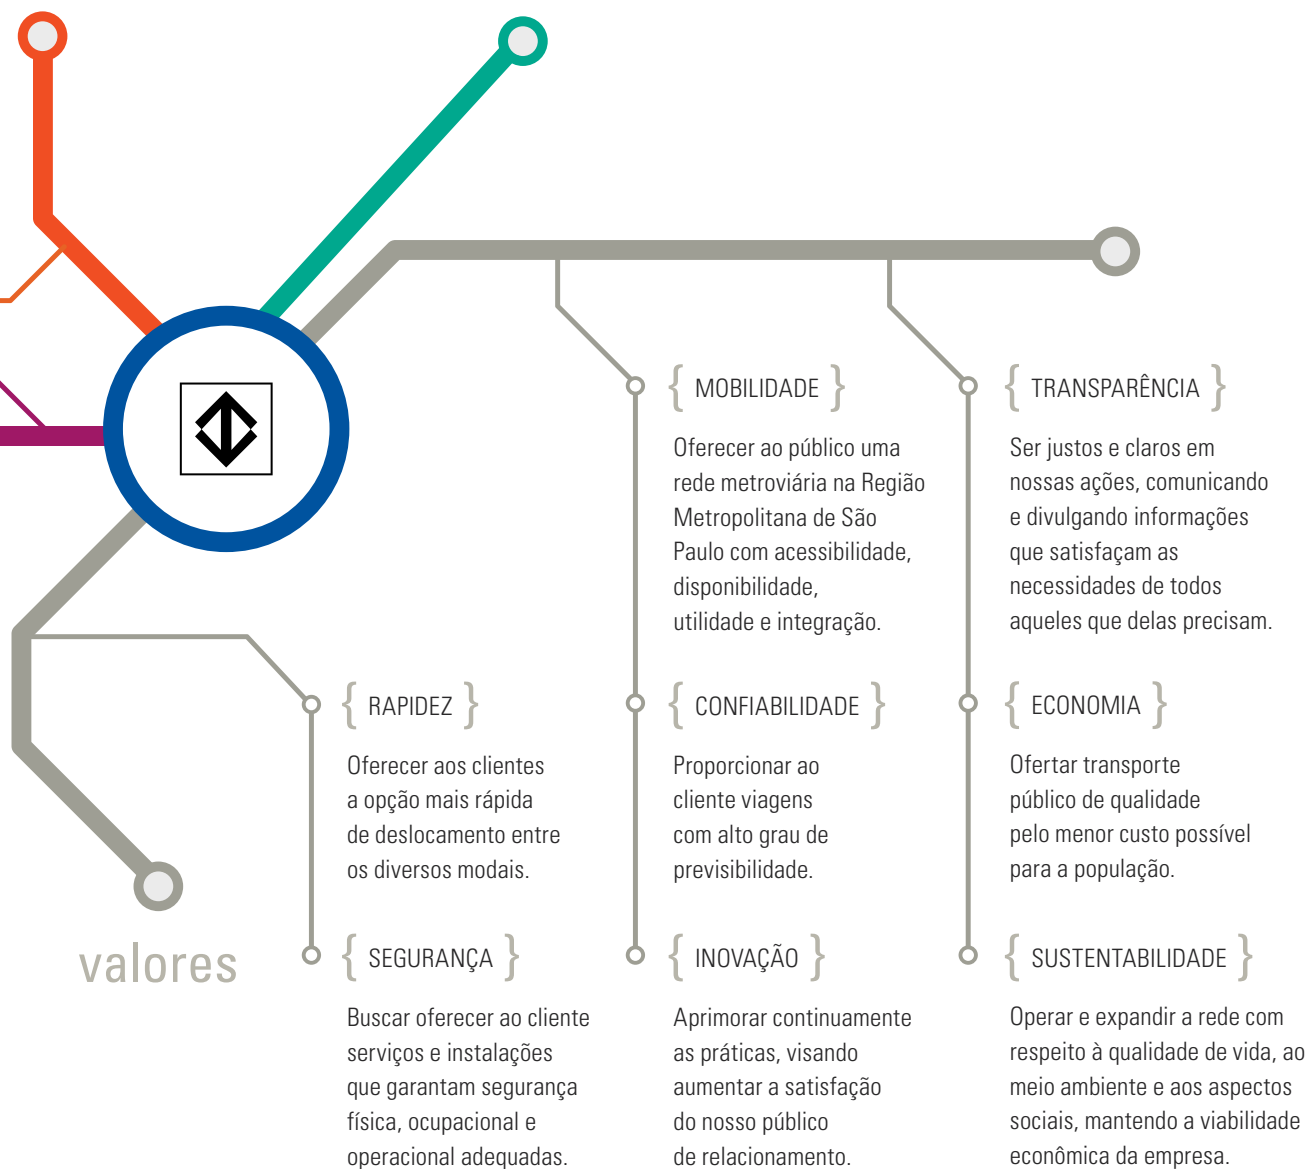 valores
{ RAPIDEZ }
Oferecer aos clientes
a opção mais rápida
de deslocamento entre
os diversos modais.
{ SEGURANÇA }
Buscar oferecer ao cliente
serviços e instalações
que garantam segurança
física, ocupacional e
operacional adequadas.
{ MOBILIDADE }
Oferecer ao público uma
rede metroviária na Região
Metropolitana de São
Paulo com acessibilidade,
disponibilidade,
utilidade e integração.
{ CONFIABILIDADE }
Proporcionar ao
cliente viagens
com alto grau de
previsibilidade.
{ INOVAÇÃO }
Aprimorar continuamente
as práticas, visando
aumentar a satisfação
do nosso público
de relacionamento.
{ TRANSPARÊNCIA }
Ser justos e claros em
nossas ações, comunicando
e divulgando informações
que satisfaçam as
necessidades de todos
aqueles que delas precisam.
{ ECONOMIA }
Ofertar transporte
público de qualidade
pelo menor custo possível
para a população.
{ SUSTENTABILIDADE }
Operar e expandir a rede com
respeito à qualidade de vida, ao
meio ambiente e aos aspectos
sociais, mantendo a viabilidade
econômica da empresa.